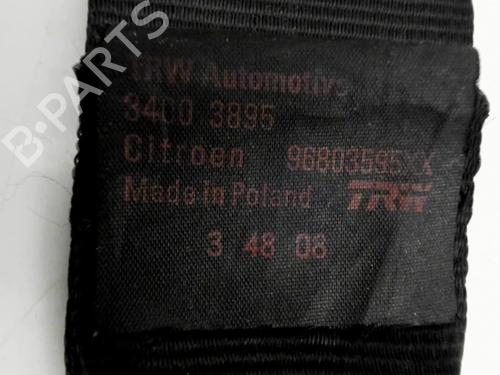 TRW Automotive
3400 3895
Citroen 96803595XX
Made in Poland TRW
3 48 08
B-PARTS